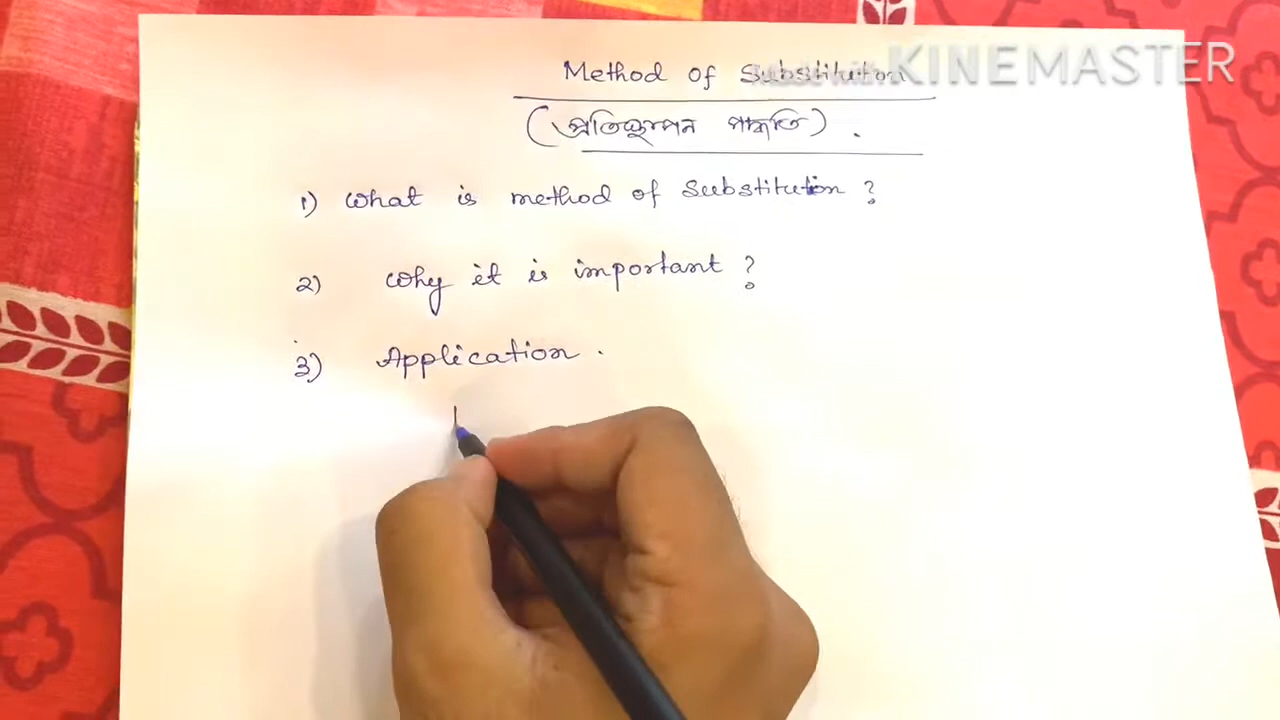 KINEMASTER
Method of Substitution
(প্রতিস্থাপন পদ্ধতি) .
1) What is method of Substitution ?
2) Why it is important ?
3) Application .